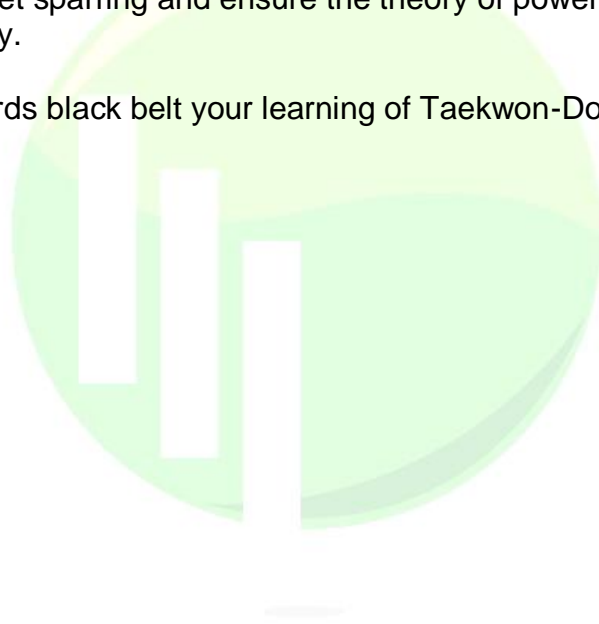 et sparring and ensure the theory of power
y.
rds black belt your learning of Taekwon-Do